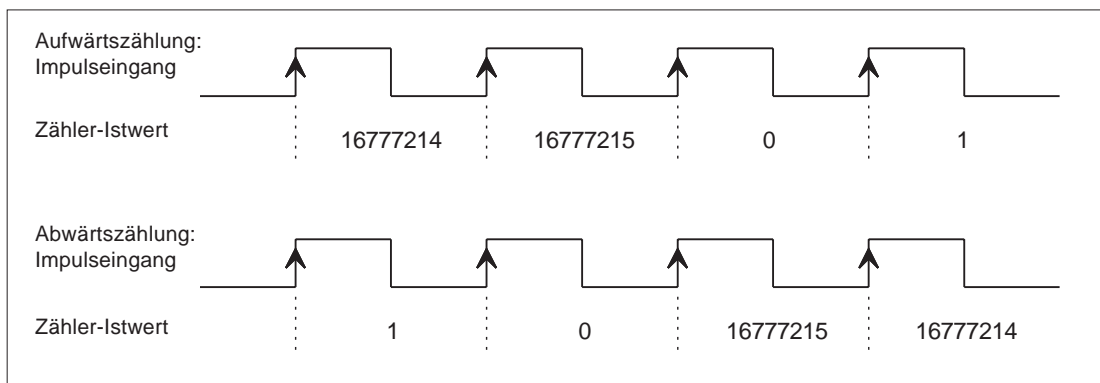 Aufwärtszählung:
Impulseingang
Zähler-Istwert
16777214 16777215 0 1
Abwärtszählung:
Impulseingang
Zähler-Istwert
1 0 16777215 16777214